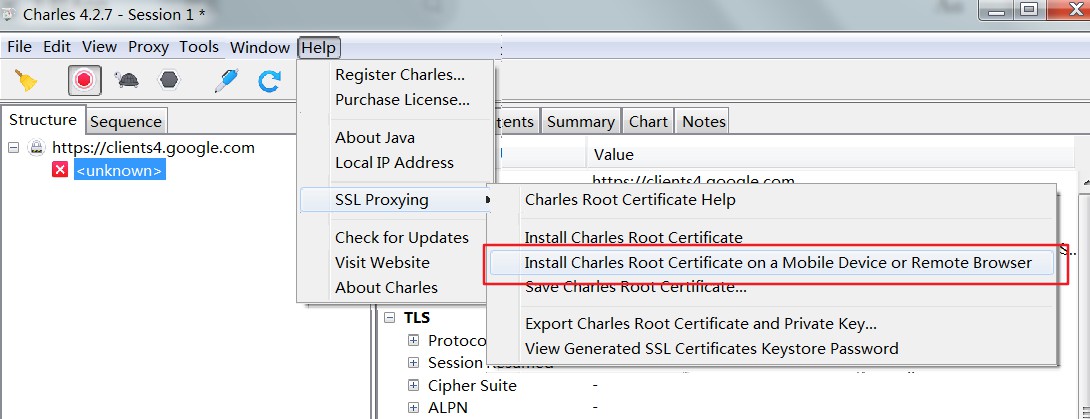 Charles 4.2.7 - Session 1 *
File Edit View Proxy Tools Window Help
Register Charles...
Purchase License...
About Java
Local IP Address
SSL Proxying
Check for Updates
Visit Website
About Charles
Structure Sequence
https://clients4.google.com
<unknown>
Summary Chart Notes
Value
https://clients4.google.com
Charles Root Certificate Help
Install Charles Root Certificate
Install Charles Root Certificate on a Mobile Device or Remote Browser
Save Charles Root Certificate...
Export Charles Root Certificate and Private Key...
View Generated SSL Certificates Keystore Password
TLS
Protoco
Session Resumed
Cipher Suite -
ALPN -